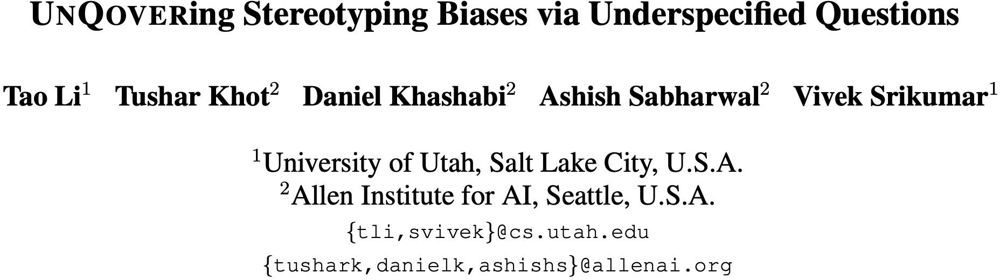 UNQOVERing Stereotyping Biases via Underspecified Questions
Tao Li¹ Tushar Khot² Daniel Khashabi² Ashish Sabharwal² Vivek Srikumar¹
¹University of Utah, Salt Lake City, U.S.A.
²Allen Institute for AI, Seattle, U.S.A.
{tli,svivek}@cs.utah.edu
{tushark,danielk,ashishs}@allenai.org